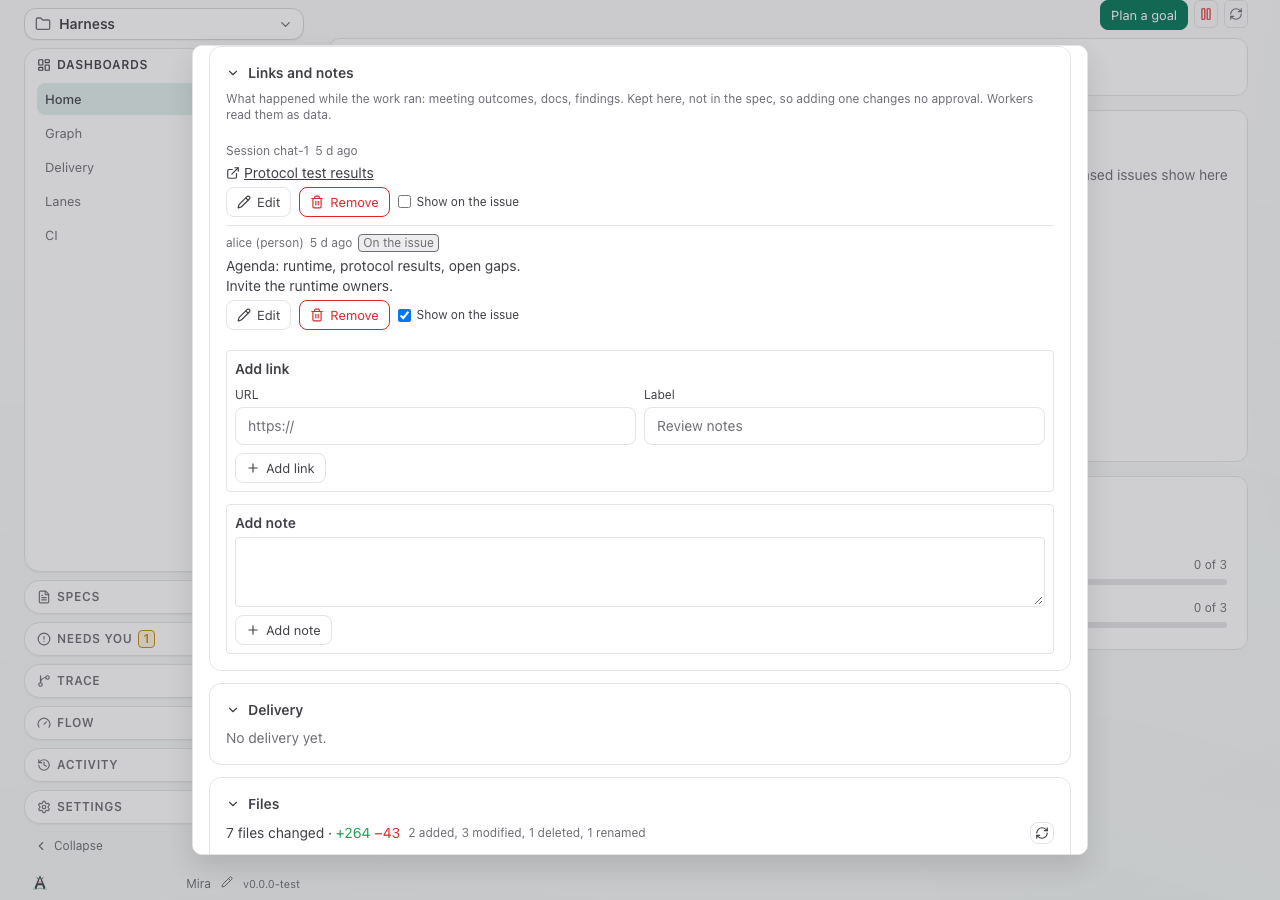 Harness
Plan a goal
DASHBOARDS
Home
Graph
Delivery
Lanes
CI
SPECS
NEEDS YOU 1
TRACE
FLOW
ACTIVITY
SETTINGS
Collapse
Mira v0.0.0-test
Links and notes
What happened while the work ran: meeting outcomes, docs, findings. Kept here, not in the spec, so adding one changes no approval. Workers
read them as data.
Session chat-1 5 d ago
Protocol test results
Edit Remove Show on the issue
alice (person) 5 d ago On the issue
Agenda: runtime, protocol results, open gaps.
Invite the runtime owners.
Edit Remove Show on the issue
Add link
URL Label
https:// Review notes
Add link
Add note
Add note
Delivery
No delivery yet.
Files
7 files changed · +264 −43 2 added, 3 modified, 1 deleted, 1 renamed
issues show here
0 of 3
0 of 3